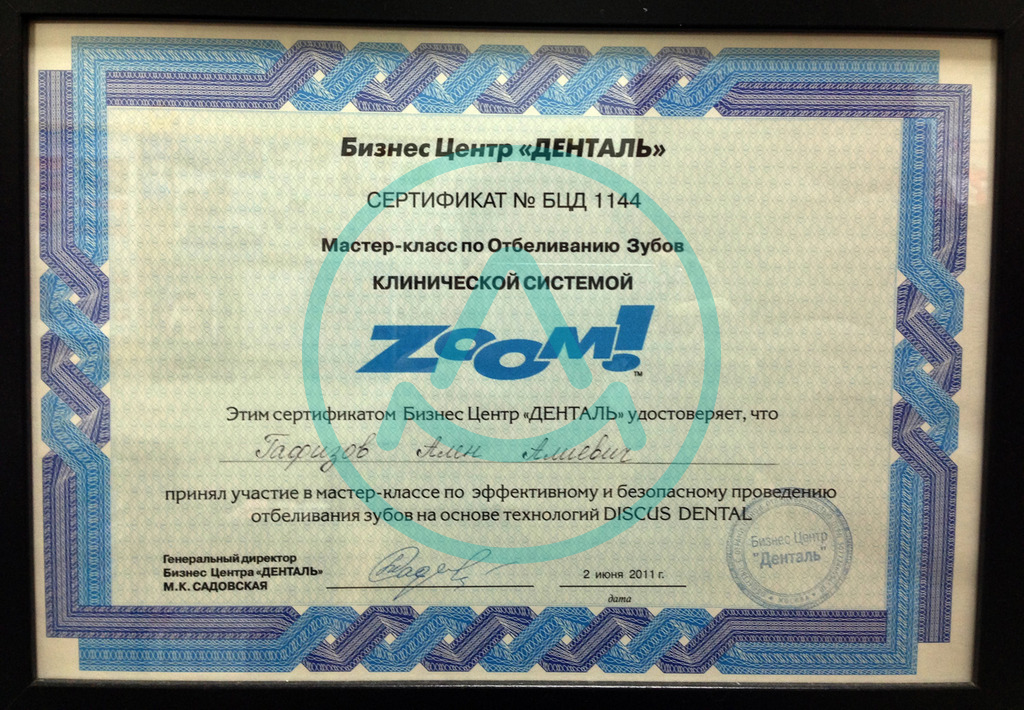 Бизнес Центр «ДЕНТАЛЬ»
СЕРТИФИКАТ № БЦД 1144
Мастер-класс по Отбеливанию Зубов
КЛИНИЧЕСКОЙ СИСТЕМОЙ
ZOOM!™
Этим сертификатом Бизнес Центр «ДЕНТАЛЬ» удостоверяет, что
Гафизов Ален Алиевич
принял участие в мастер-классе по эффективному и безопасному проведению
отбеливания зубов на основе технологий DISCUS DENTAL
Генеральный директор
Бизнес Центра «ДЕНТАЛЬ»
М.К. САДОВСКАЯ
2 июня 2011 г.
дата
Бизнес Центр
"Денталь"